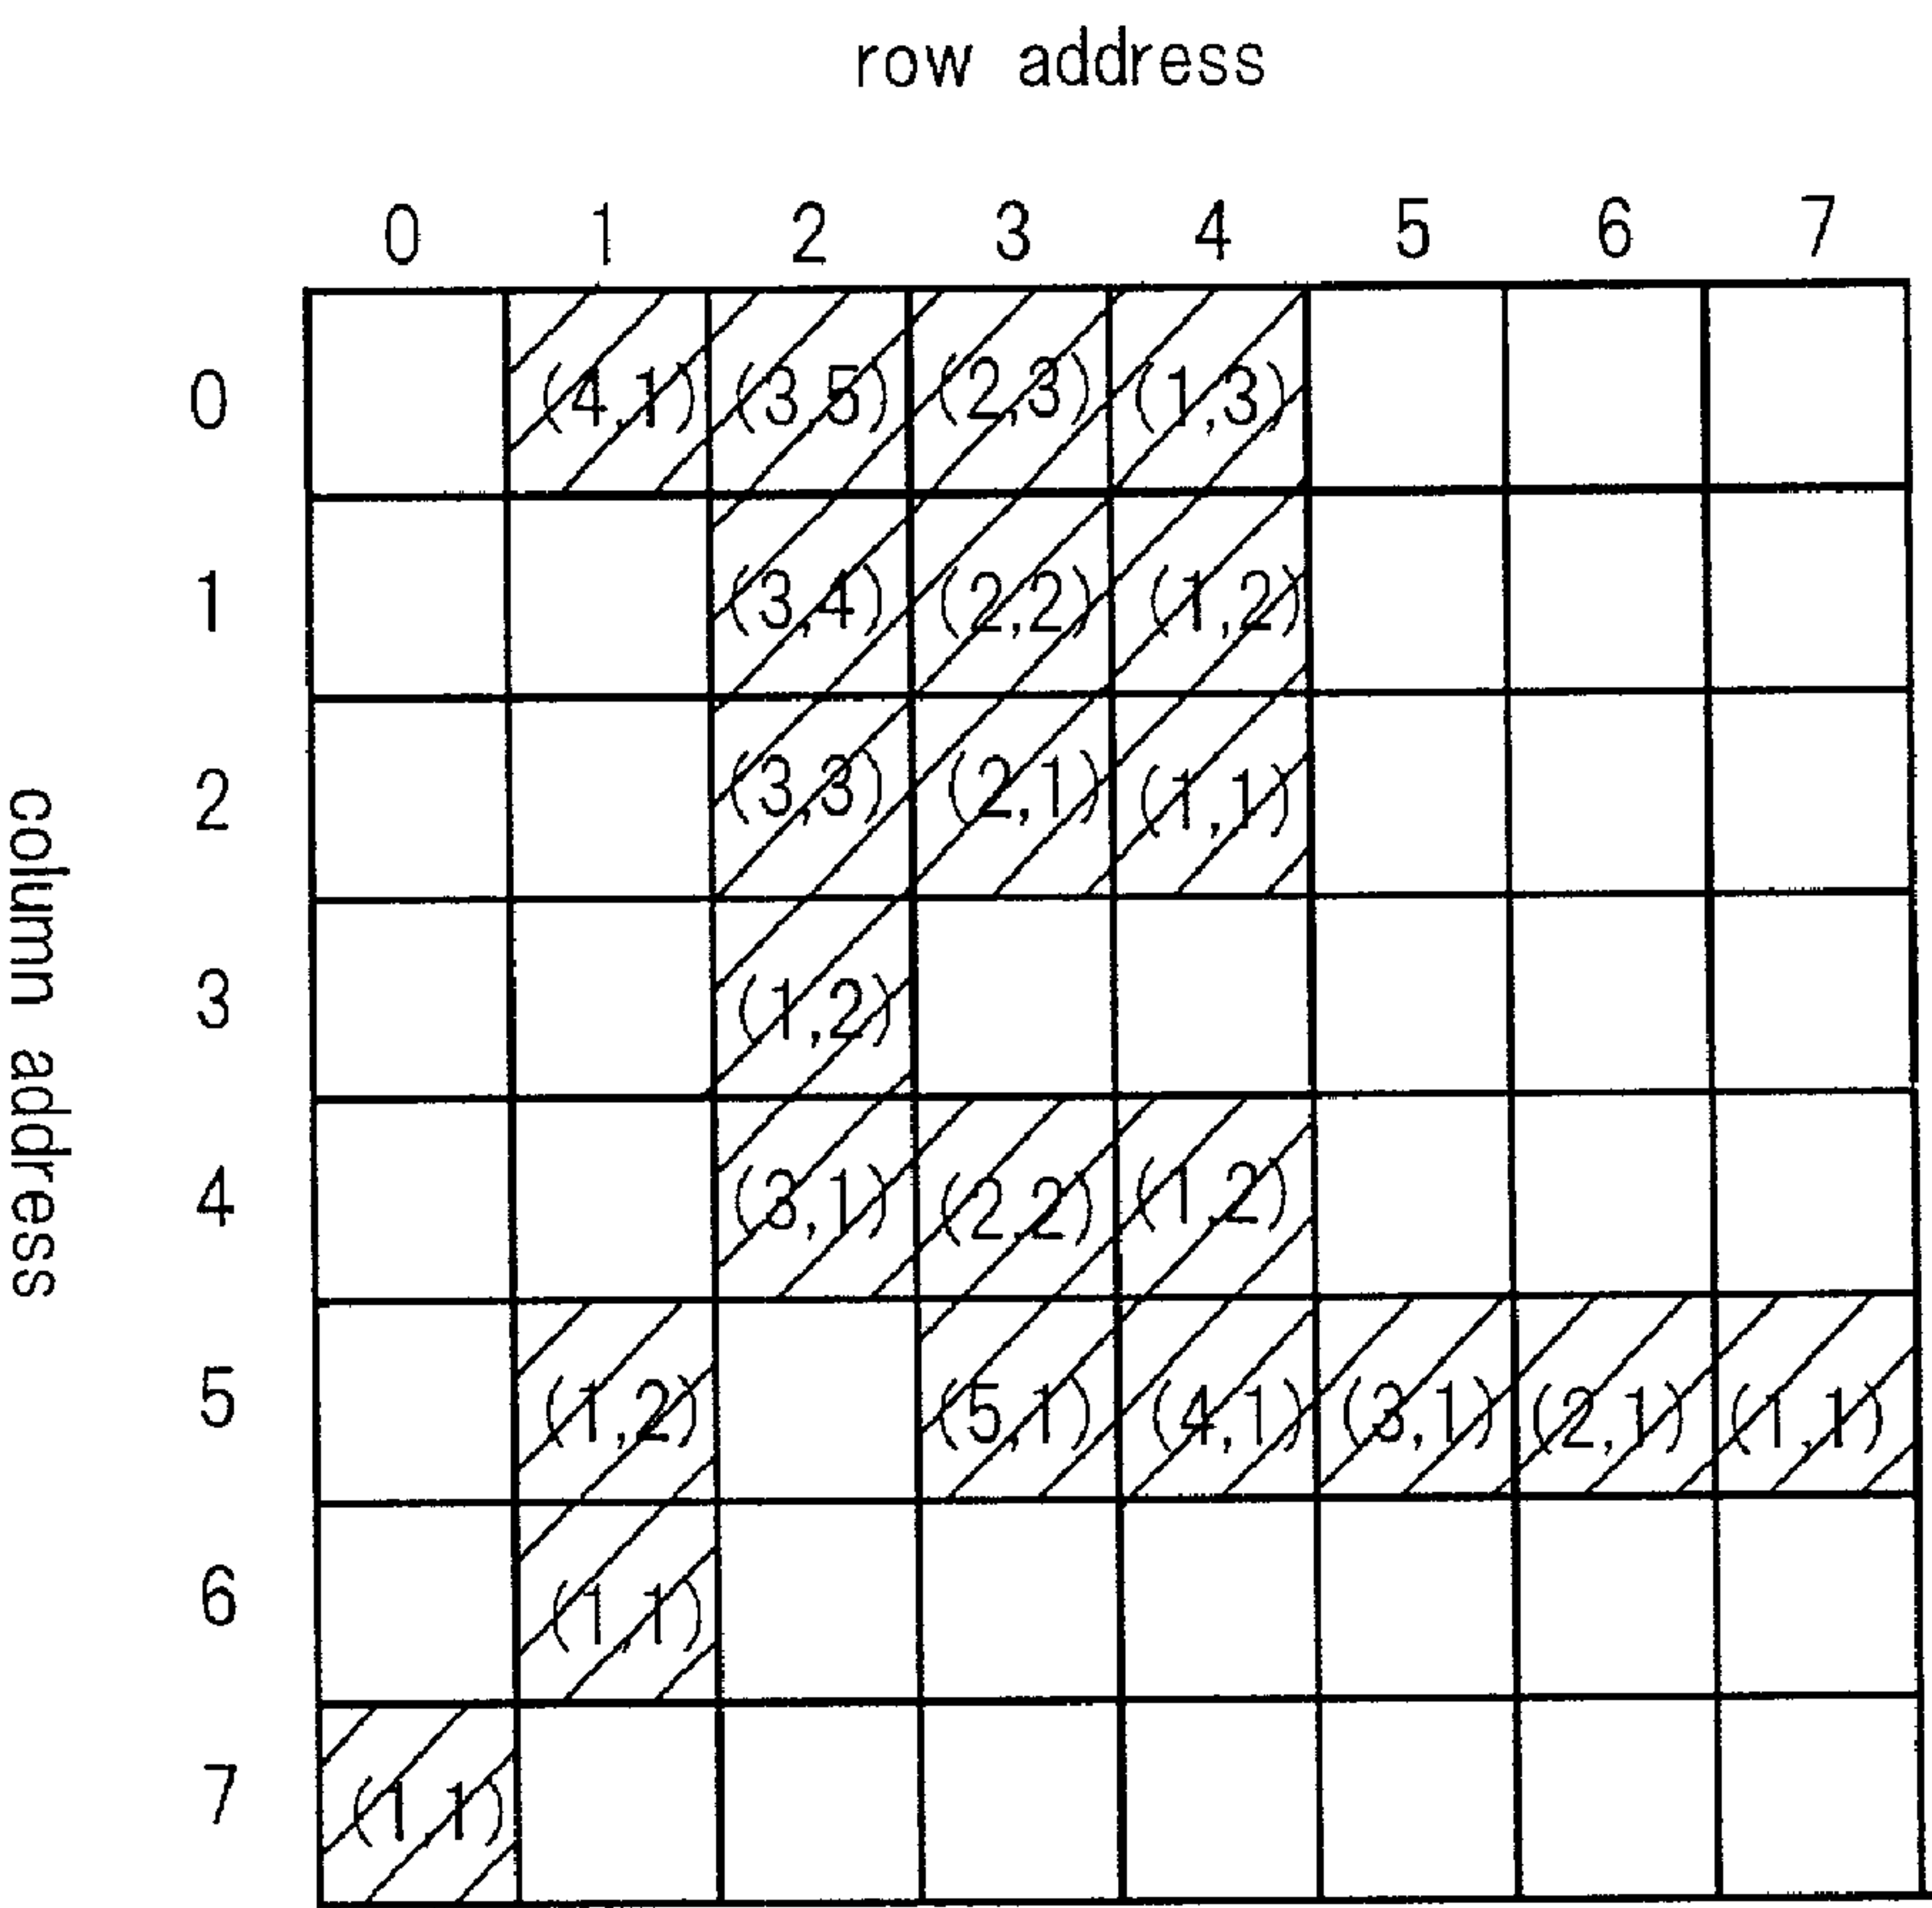 row address
0 1 2 3 4 5 6 7
0 (4,1) (3,5) (2,3) (1,3)
1 (3,4) (2,2) (1,2)
2 (3,3) (2,1) (1,1)
3 (1,2)
4 (3,1) (2,2) (1,2)
5 (1,2) (5,1) (4,1) (3,1) (2,1) (1,1)
6 (1,1)
7 (1,1)
column address